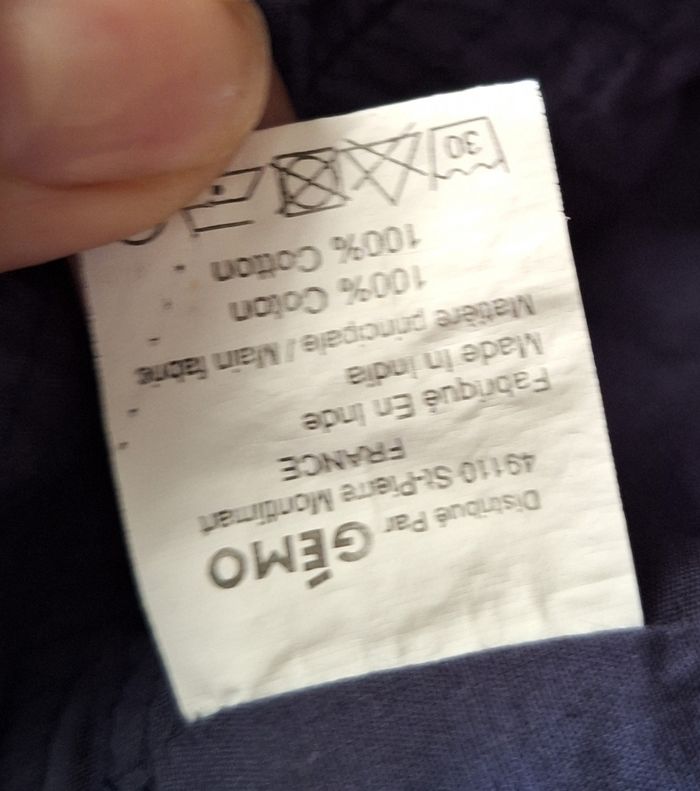 Distribué Par GÉMO
49110 St-Pierre Montlimart
FRANCE
Fabriqué En Inde
Made In India
Matière principale / Main fabric
100% Coton
100% Cotton
30